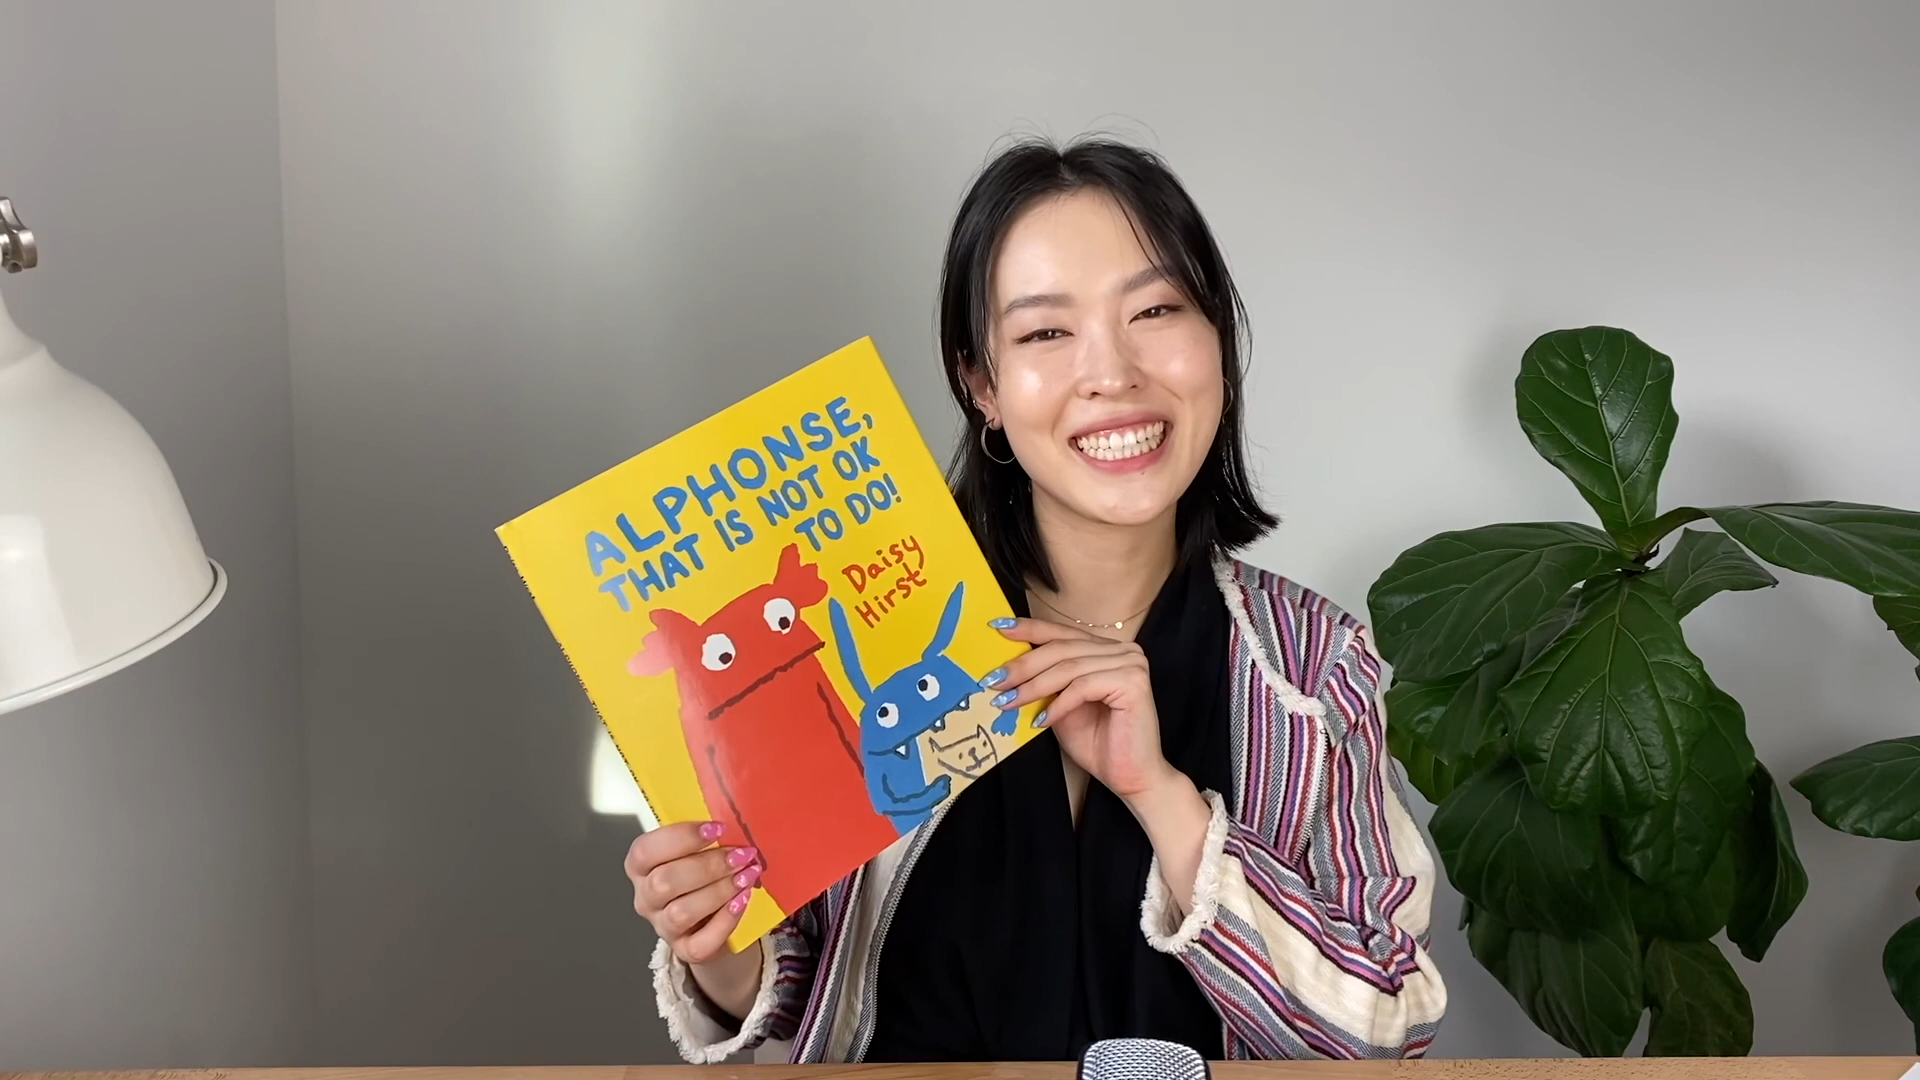 ALPHONSE,
THAT IS NOT OK
TO DO!
Daisy
Hirst